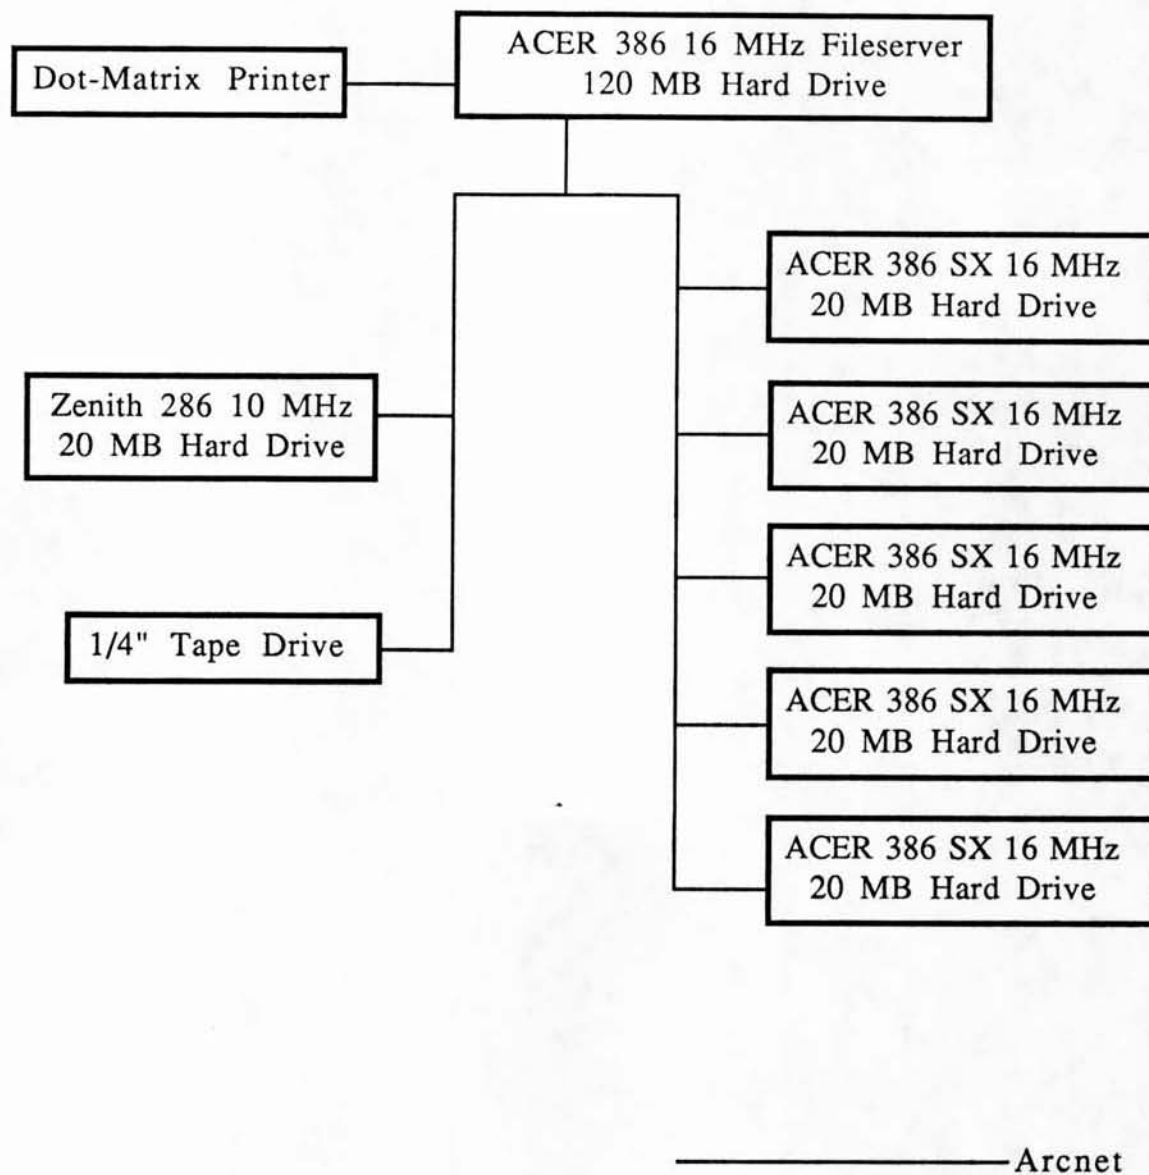 ACER 386 16 MHz Fileserver
120 MB Hard Drive
Dot-Matrix Printer
ACER 386 SX 16 MHz
20 MB Hard Drive
Zenith 286 10 MHz
20 MB Hard Drive
ACER 386 SX 16 MHz
20 MB Hard Drive
ACER 386 SX 16 MHz
20 MB Hard Drive
1/4" Tape Drive
ACER 386 SX 16 MHz
20 MB Hard Drive
ACER 386 SX 16 MHz
20 MB Hard Drive
Arcnet